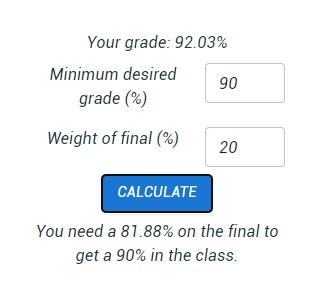 Your grade: 92.03%
Minimum desired
grade (%)
90
Weight of final (%)
20
CALCULATE
You need a 81.88% on the final to
get a 90% in the class.